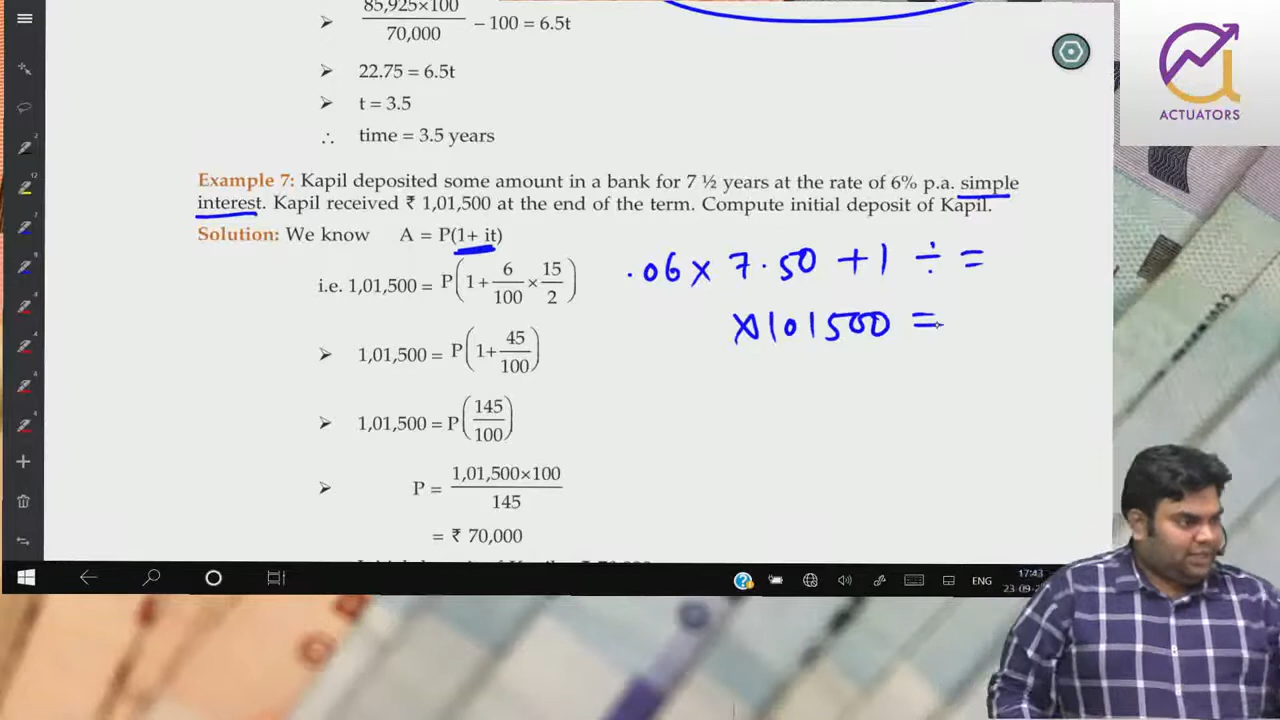 85,925×100
70,000
➢ – 100 = 6.5t
➢ 22.75 = 6.5t
➢ t = 3.5
∴ time = 3.5 years
ACTUATORS
Example 7: Kapil deposited some amount in a bank for 7 ½ years at the rate of 6% p.a. simple
interest. Kapil received ₹ 1,01,500 at the end of the term. Compute initial deposit of Kapil.
Solution: We know A = P(1+ it)
i.e. 1,01,500 = P(1+ 6/100 × 15/2)
.06 × 7.50 + 1 ÷ =
×101500 =
➢ 1,01,500 = P(1+ 45/100)
➢ 1,01,500 = P(145/100)
➢ P = 1,01,500×100/145
= ₹ 70,000
ENG
17:43